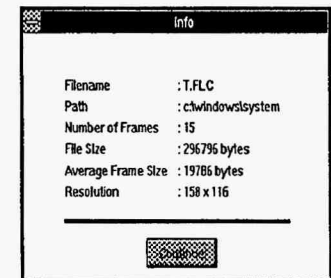 Info
Filename : T.FLC
Path : c:\windows\system
Number of Frames : 15
File Size : 296796 bytes
Average Frame Size : 19786 bytes
Resolution : 158 x 116
Continue